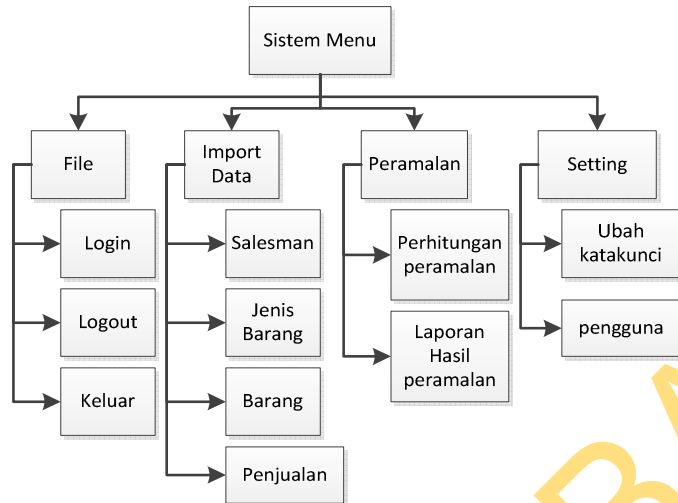 Sistem Menu
File
Import
Data
Peramalan
Setting
Login
Logout
Keluar
Salesman
Jenis
Barang
Barang
Penjualan
Perhitungan
peramalan
Laporan
Hasil
peramalan
Ubah
katakunci
pengguna